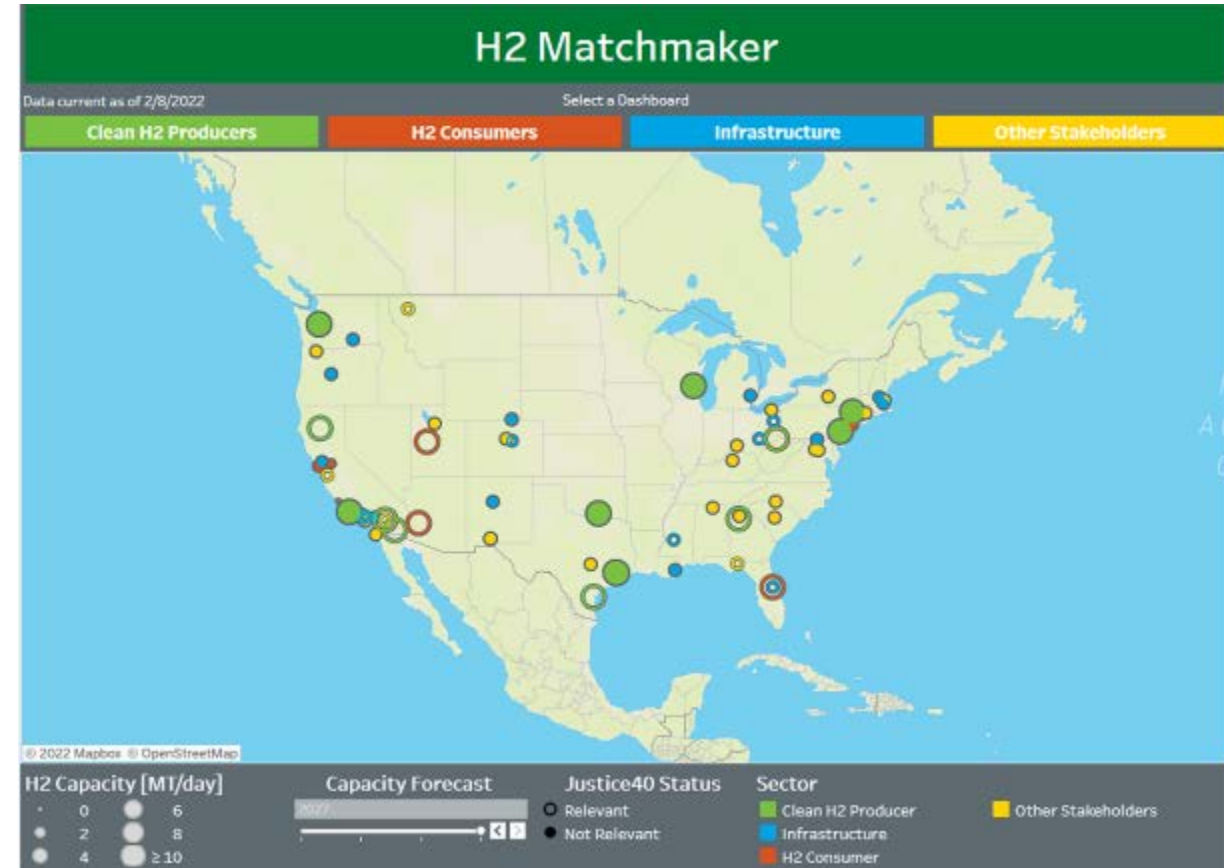 H2 Matchmaker
Data current as of 2/8/2022 Select a Dashboard
Clean H2 Producers H2 Consumers Infrastructure Other Stakeholders
A
© 2022 Mapbox © OpenStreetMap
H2 Capacity [MT/day] Capacity Forecast Justice40 Status Sector
0 6 2027 Relevant Clean H2 Producer Other Stakeholders
2 8 < > Not Relevant Infrastructure
4 ≥ 10 H2 Consumer